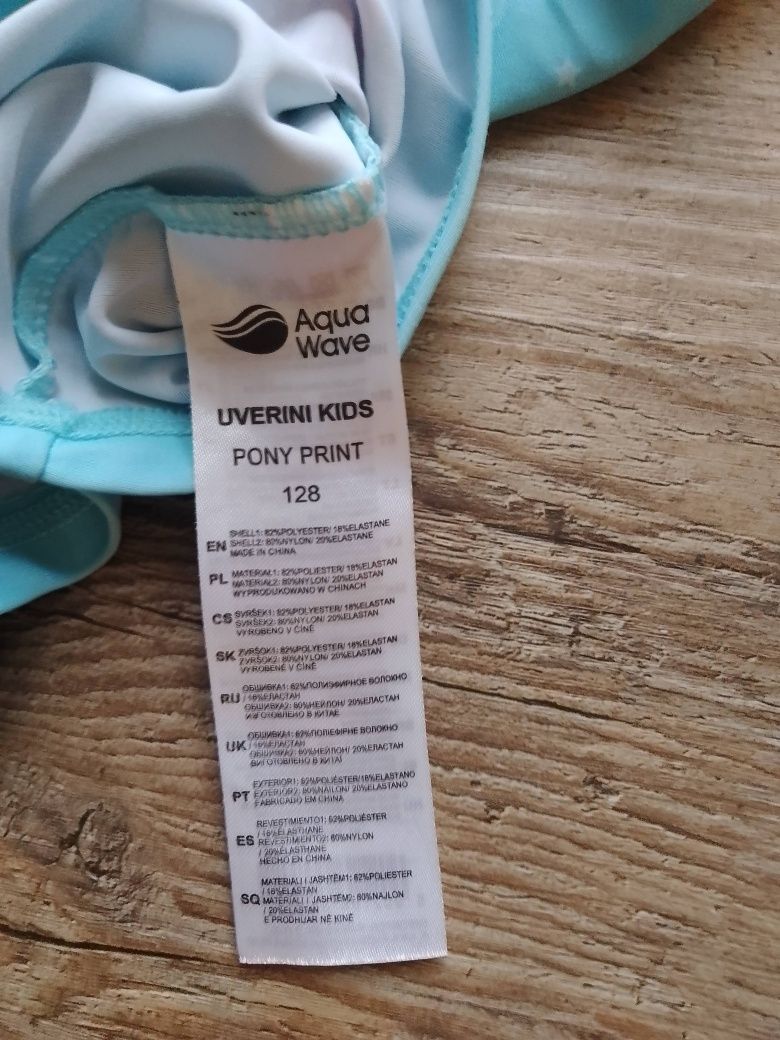 Aqua
Wave
UVERINI KIDS
PONY PRINT
128
EN SHELL1: 82%POLYESTER/ 18%ELASTANE
SHELL2: 80%NYLON/ 20%ELASTANE
MADE IN CHINA
PL MATERIAŁ1: 82%POLIESTER/ 18%ELASTAN
MATERIAŁ2: 80%NYLON/ 20%ELASTAN
WYPRODUKOWANO W CHINACH
CS SVRŠEK1: 82%POLYESTER/ 18%ELASTAN
SVRŠEK2: 80%NYLON/ 20%ELASTAN
VYROBENO V ČÍNĚ
SK ZVRŠOK1: 82%POLYESTER/ 18%ELASTAN
ZVRŠOK2: 80%NYLON/ 20%ELASTAN
VYROBENÉ V ČÍNE
RU ОБШИВКА1: 82%ПОЛИЭФИРНОЕ ВОЛОКНО
/ 18%ЕЛАСТАН
ОБШИВКА2: 80%НЕЙЛОН/ 20%ЕЛАСТАН
ИЗГОТОВЛЕНО В КИТАЕ
UK ОБШИВКА1: 82%ПОЛІЕФІРНЕ ВОЛОКНО
/ 18%ЕЛАСТАН
ОБШИВКА2: 80%НЕЙЛОН/ 20%ЕЛАСТАН
ВИГОТОВЛЕНО В КИТАЇ
PT EXTERIOR1: 82%POLIÉSTER/18%ELASTANO
EXTERIOR2: 80%NAILON/ 20%ELASTANO
FABRICADO EM CHINA
ES REVESTIMIENTO1: 82%POLIÉSTER
/ 18%ELASTHANE
REVESTIMIENTO2: 80%NYLON
/ 20%ELASTHANE
HECHO EN CHINA
SQ MATERIALI I JASHTËM1: 82%POLIESTER
/ 18%ELASTAN
MATERIALI I JASHTËM2: 80%NAJLON
/ 20%ELASTAN
E PRODHUAR NË KINË